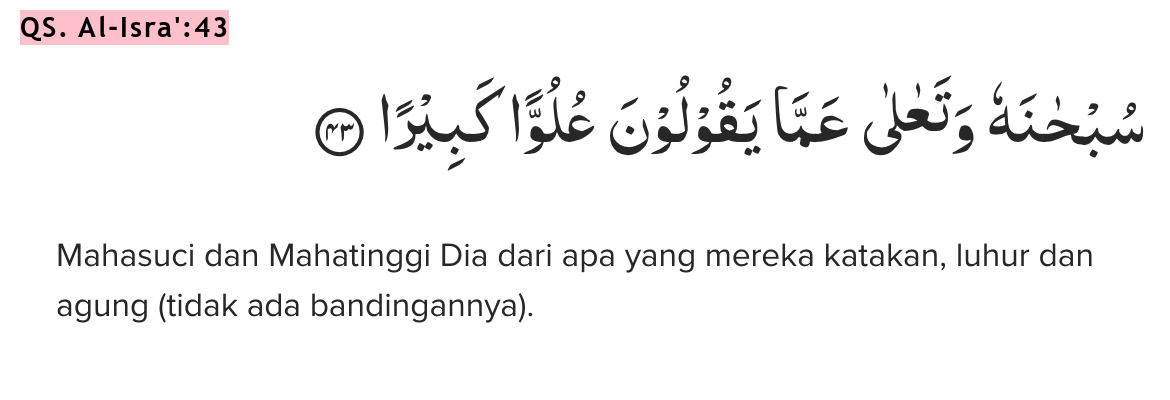 QS. Al-Isra':43
سُبْحٰنَهٗ وَتَعٰلٰى عَمَّا يَقُوْلُوْنَ عُلُوًّا كَبِيْرًا ۝٤٣
Mahasuci dan Mahatinggi Dia dari apa yang mereka katakan, luhur dan
agung (tidak ada bandingannya).